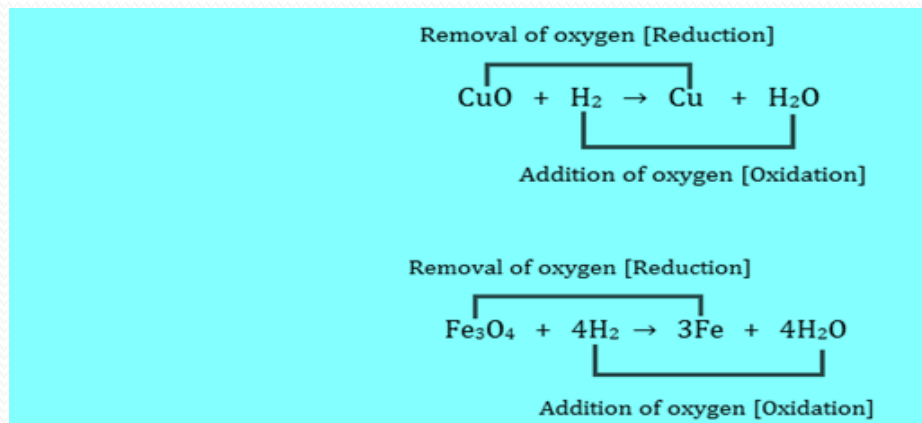 Removal of oxygen [Reduction]
CuO + H₂ → Cu + H₂O
Addition of oxygen [Oxidation]
Removal of oxygen [Reduction]
Fe₃O₄ + 4H₂ → 3Fe + 4H₂O
Addition of oxygen [Oxidation]